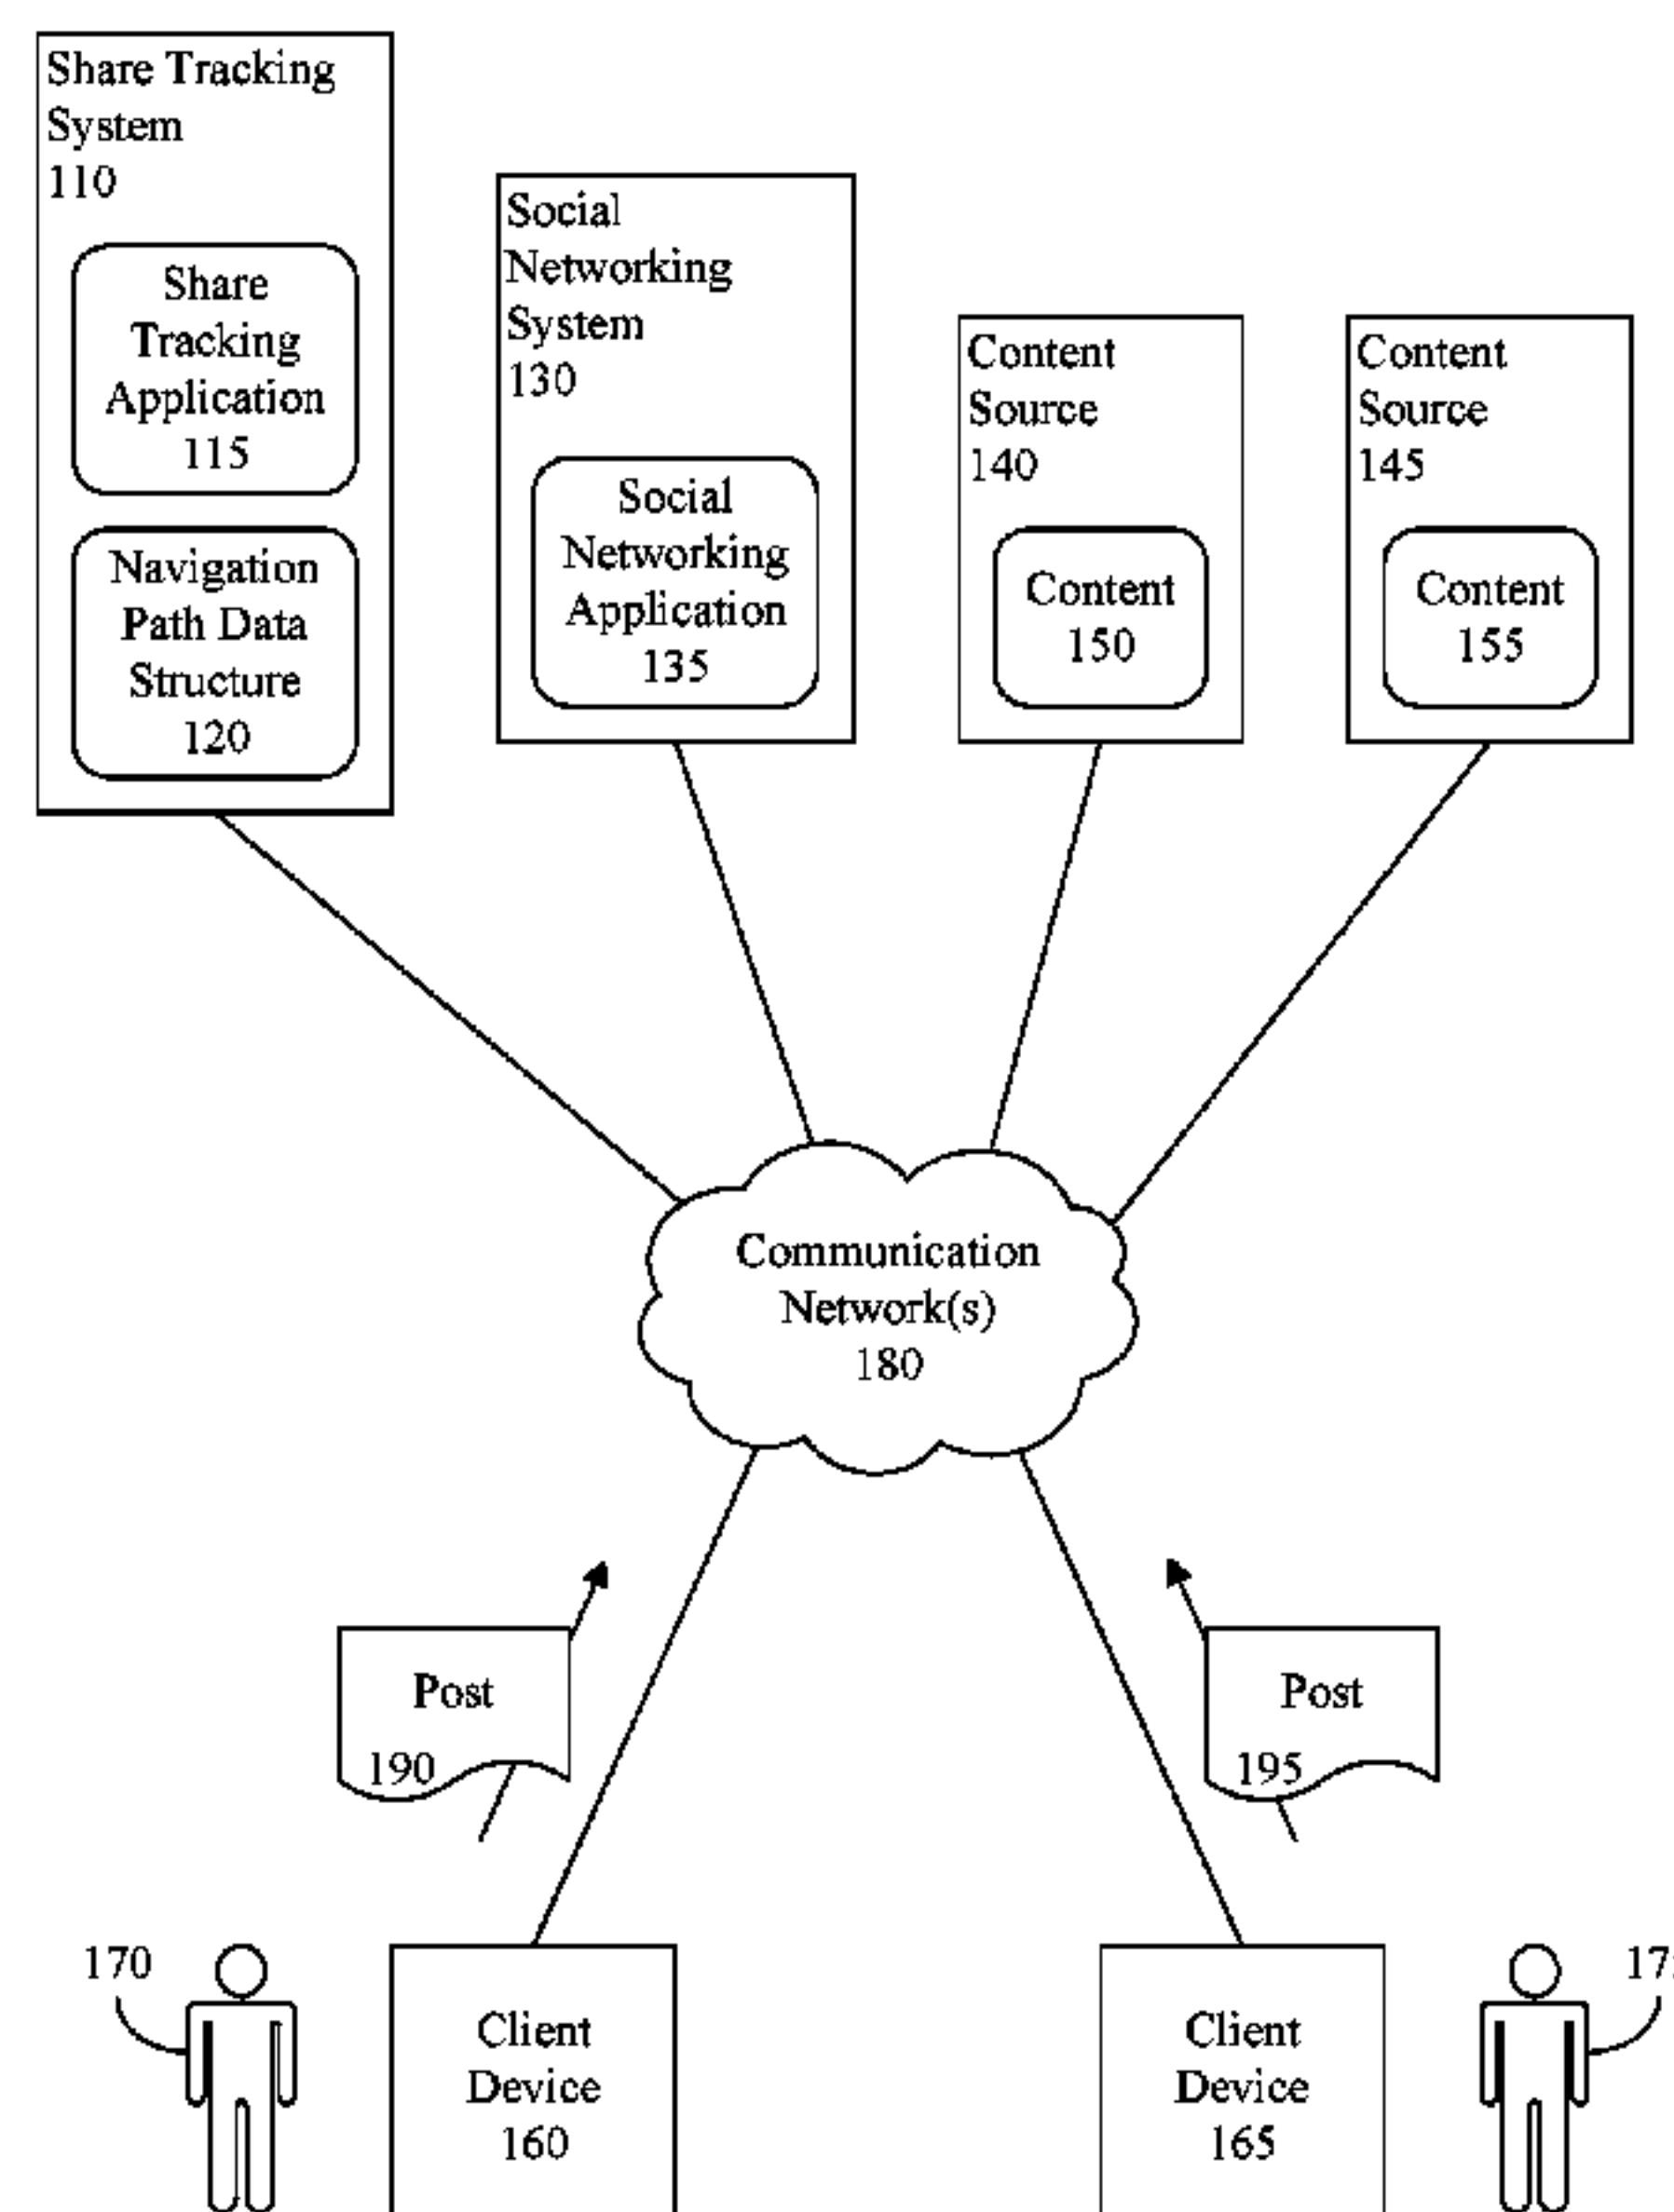 Share Tracking
System
110
Share
Tracking
Application
115
Navigation
Path Data
Structure
120
Social
Networking
System
130
Social
Networking
Application
135
Content
Source
140
Content
150
Content
Source
145
Content
155
Communication
Network(s)
180
Post
190
Post
195
170
Client
Device
160
Client
Device
165